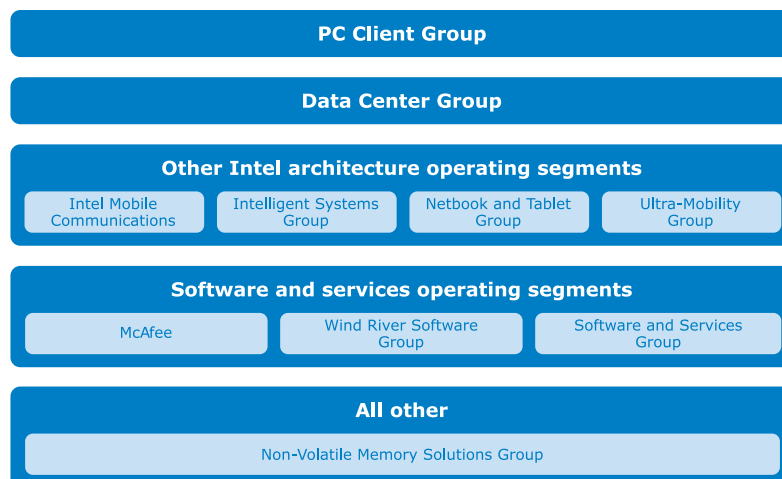 PC Client Group
Data Center Group
Other Intel architecture operating segments
Intel Mobile
Communications
Intelligent Systems
Group
Netbook and Tablet
Group
Ultra-Mobility
Group
Software and services operating segments
McAfee
Wind River Software
Group
Software and Services
Group
All other
Non-Volatile Memory Solutions Group